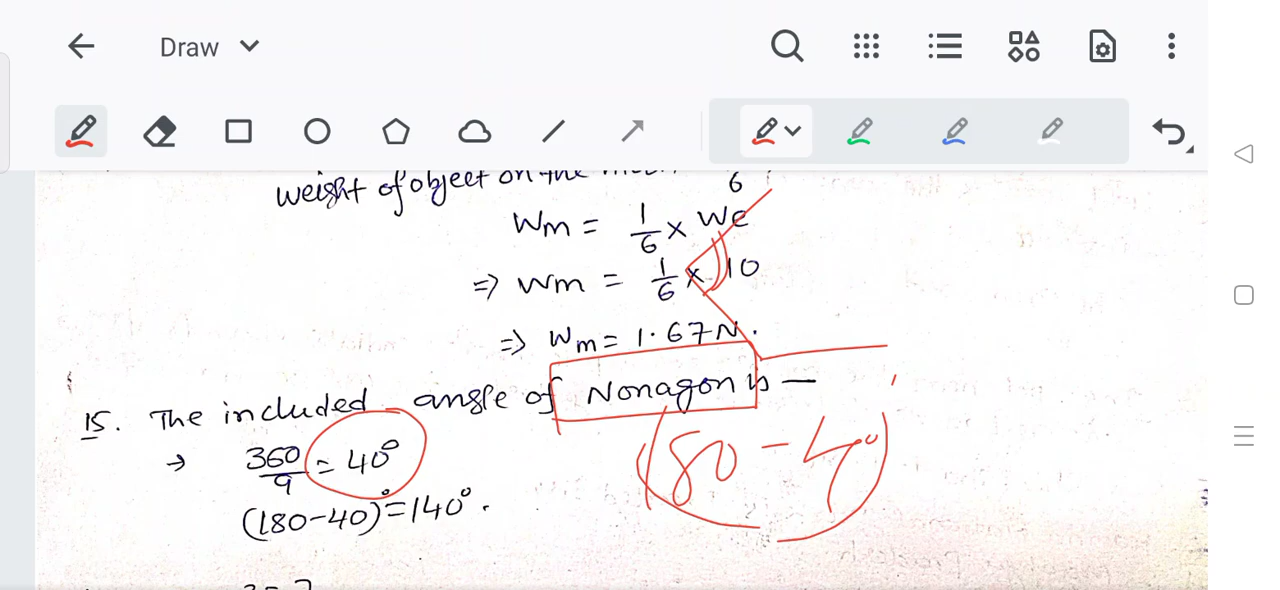 Draw
weight of object on the
6
Wm = 1/6 × We
=> Wm = 1/6 × 10
=> Wm = 1.67 N.
15. The included angle of Nonagon is —
→ 360/9 = 40°
(180-40)° = 140°.
(180 - 40)